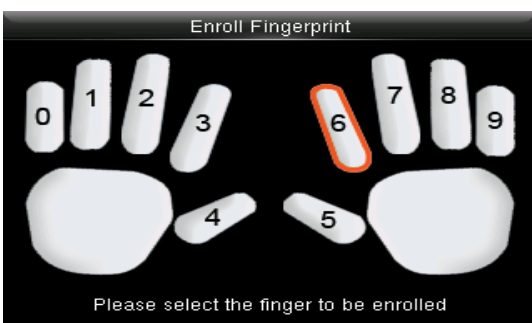 Enroll Fingerprint
0 1 2 3 6 7 8 9
4 5
Please select the finger to be enrolled